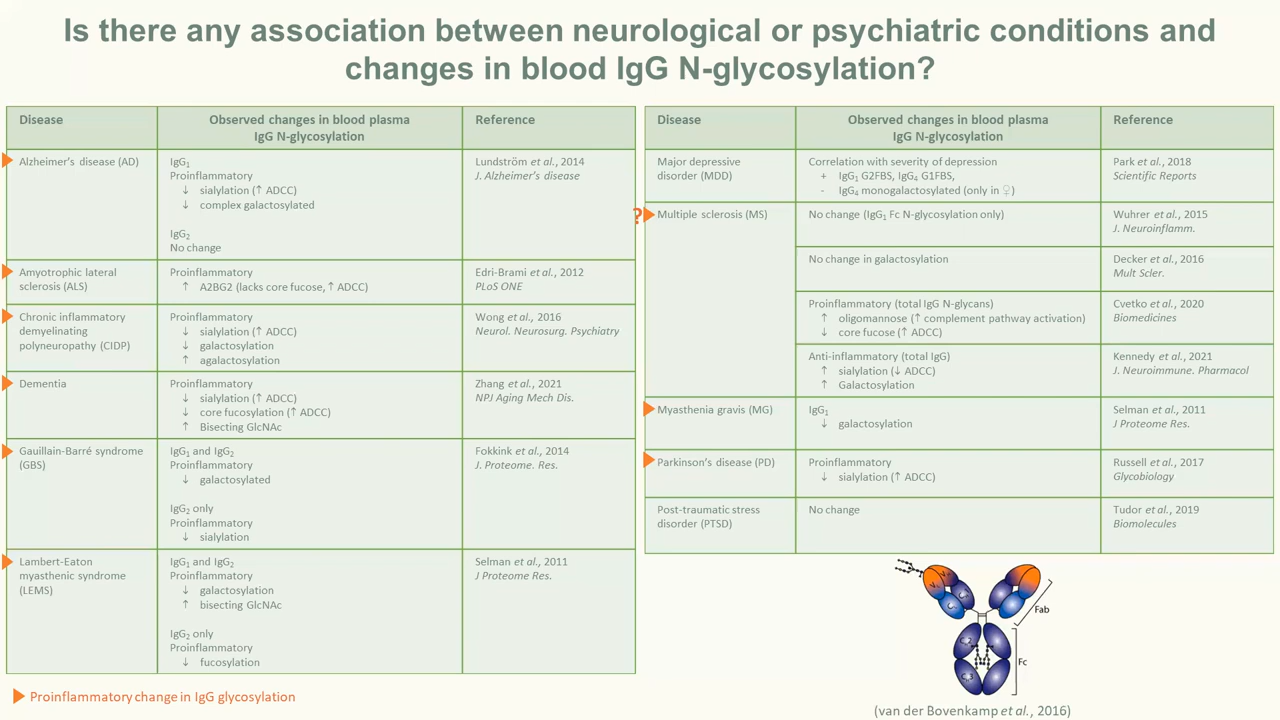 Is there any association between neurological or psychiatric conditions and
changes in blood IgG N-glycosylation?
Disease
Observed changes in blood plasma
IgG N-glycosylation
Reference
Alzheimer's disease (AD)
IgG₁
Proinflammatory
↓ sialylation (↑ ADCC)
↓ complex galactosylated
IgG₂
No change
Lundström et al., 2014
J. Alzheimer's disease
Amyotrophic lateral
sclerosis (ALS)
Proinflammatory
↑ A2BG2 (lacks core fucose, ↑ ADCC)
Edri-Brami et al., 2012
PLoS ONE
Chronic inflammatory
demyelinating
polyneuropathy (CIDP)
Proinflammatory
↓ sialylation (↑ ADCC)
↓ galactosylation
↑ agalactosylation
Wong et al., 2016
Neurol. Neurosurg. Psychiatry
Dementia
Proinflammatory
↓ sialylation (↑ ADCC)
↓ core fucosylation (↑ ADCC)
↑ Bisecting GlcNAc
Zhang et al., 2021
NPJ Aging Mech Dis.
Gauillain-Barré syndrome
(GBS)
IgG₁ and IgG₂
Proinflammatory
↓ galactosylated
IgG₂ only
Proinflammatory
↓ sialylation
Fokkink et al., 2014
J. Proteome. Res.
Lambert-Eaton
myasthenic syndrome
(LEMS)
IgG₁ and IgG₂
Proinflammatory
↓ galactosylation
↑ bisecting GlcNAc
IgG₂ only
Proinflammatory
↓ fucosylation
Selman et al., 2011
J Proteome Res.
Proinflammatory change in IgG glycosylation
Disease
Observed changes in blood plasma
IgG N-glycosylation
Reference
Major depressive
disorder (MDD)
Correlation with severity of depression
+ IgG₁ G2FBS, IgG₄ G1FBS,
- IgG₄ monogalactosylated (only in ♀)
Park et al., 2018
Scientific Reports
?
Multiple sclerosis (MS)
No change (IgG₁ Fc N-glycosylation only)
Wuhrer et al., 2015
J. Neuroinflamm.
No change in galactosylation
Decker et al., 2016
Mult Scler.
Proinflammatory (total IgG N-glycans)
↑ oligomannose (↑ complement pathway activation)
↓ core fucose (↑ ADCC)
Cvetko et al., 2020
Biomedicines
Anti-inflammatory (total IgG)
↑ sialylation (↓ ADCC)
↑ Galactosylation
Kennedy et al., 2021
J. Neuroimmune. Pharmacol
Myasthenia gravis (MG)
IgG₁
↓ galactosylation
Selman et al., 2011
J Proteome Res.
Parkinson's disease (PD)
Proinflammatory
↓ sialylation (↑ ADCC)
Russell et al., 2017
Glycobiology
Post-traumatic stress
disorder (PTSD)
No change
Tudor et al., 2019
Biomolecules
Fab
Fc
(van der Bovenkamp et al., 2016)